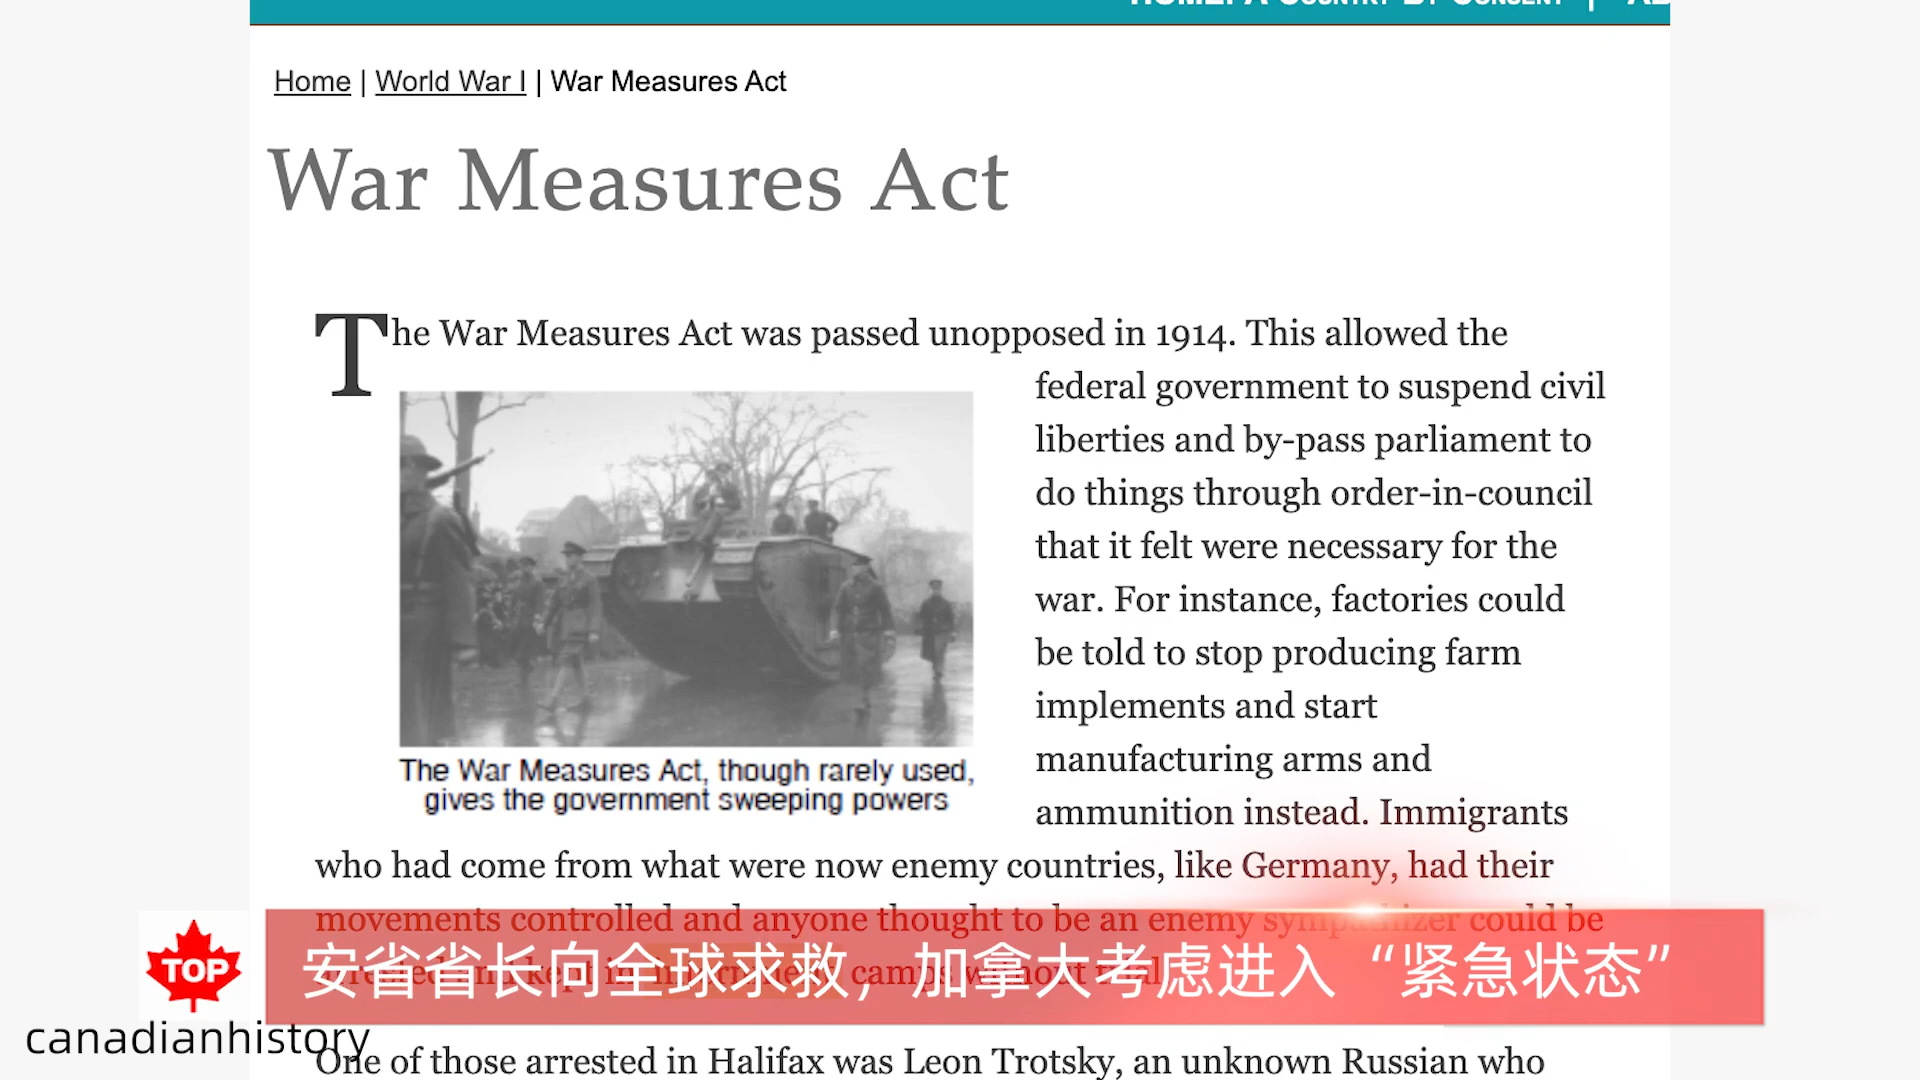 Home | World War I | War Measures Act
War Measures Act
The War Measures Act was passed unopposed in 1914. This allowed the
federal government to suspend civil
liberties and by-pass parliament to
do things through order-in-council
that it felt were necessary for the
war. For instance, factories could
be told to stop producing farm
implements and start
manufacturing arms and
ammunition instead. Immigrants
The War Measures Act, though rarely used,
gives the government sweeping powers
who had come from what were now enemy countries, like Germany, had their
movements controlled and anyone thought to be an enemy sympathizer could be
安省省长向全球求救，加拿大考虑进入“紧急状态”
TOP
canadianhistory
One of those arrested in Halifax was Leon Trotsky, an unknown Russian who